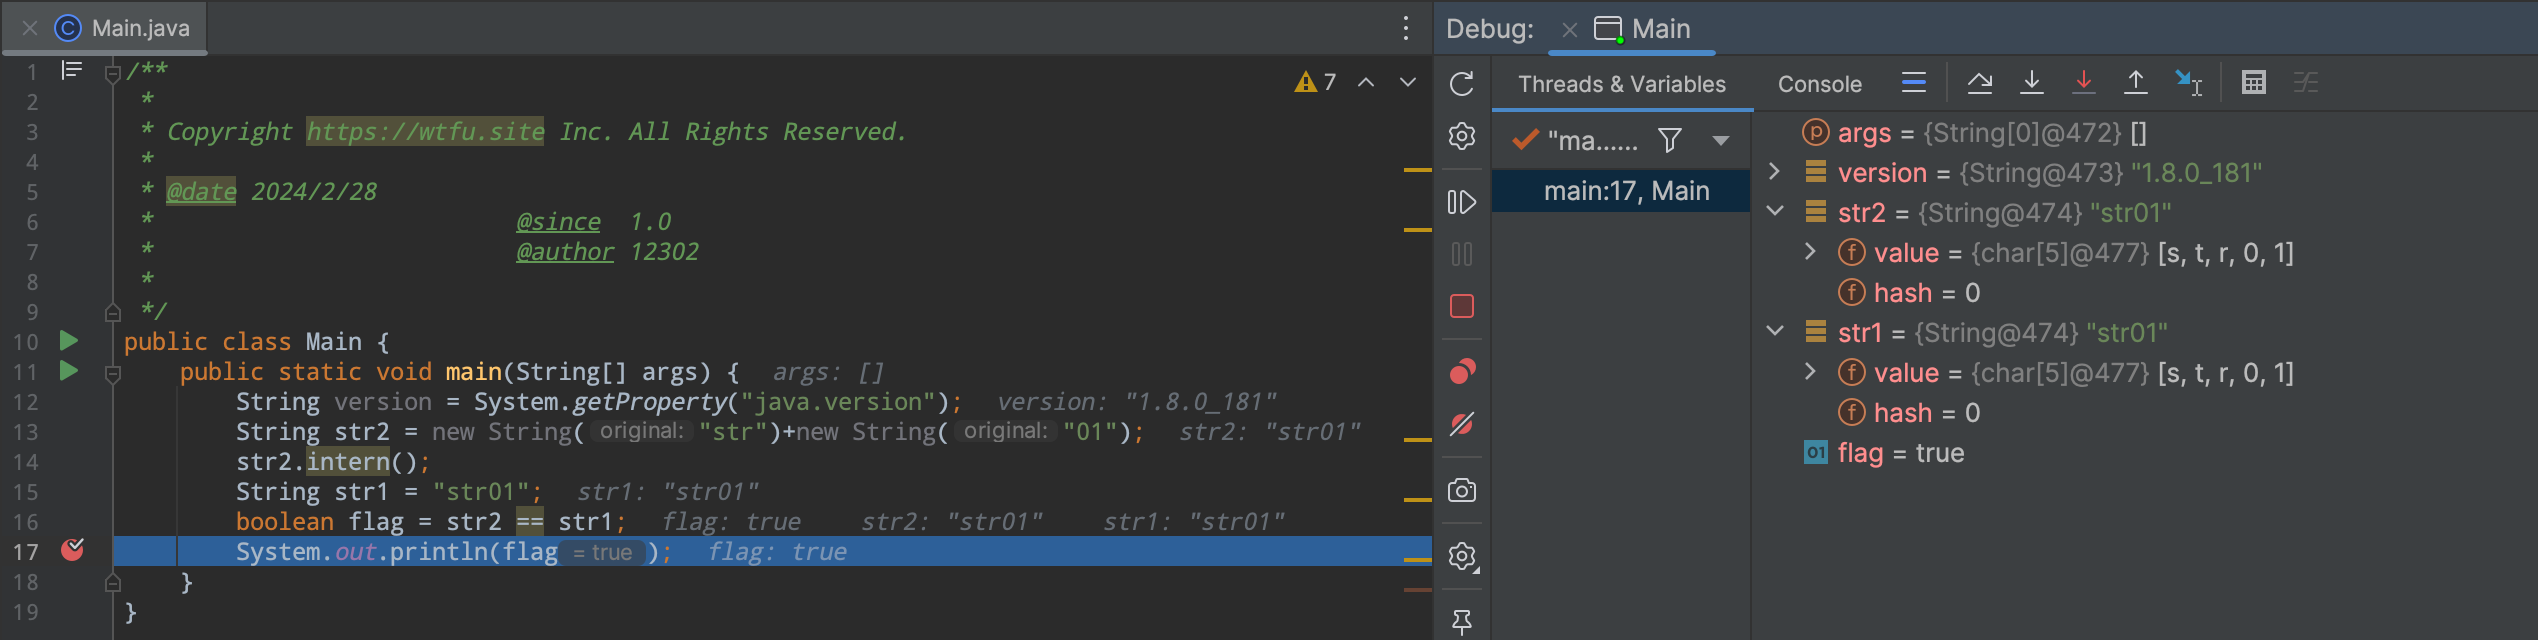 Main.java
1 /**
2 *
3 * Copyright https://wtfu.site Inc. All Rights Reserved.
4 *
5 * @date 2024/2/28
6 * @since 1.0
7 * @author 12302
8 *
9 */
10 public class Main {
11 public static void main(String[] args) { args: []
12 String version = System.getProperty("java.version"); version: "1.8.0_181"
13 String str2 = new String( original: "str")+new String( original: "01"); str2: "str01"
14 str2.intern();
15 String str1 = "str01"; str1: "str01"
16 boolean flag = str2 == str1; flag: true str2: "str01" str1: "str01"
17 System.out.println(flag = true ); flag: true
18 }
19 }
7
Debug: Main
Threads & Variables Console
"ma......
main:17, Main
args = {String[0]@472} []
version = {String@473} "1.8.0_181"
str2 = {String@474} "str01"
value = {char[5]@477} [s, t, r, 0, 1]
hash = 0
str1 = {String@474} "str01"
value = {char[5]@477} [s, t, r, 0, 1]
hash = 0
flag = true